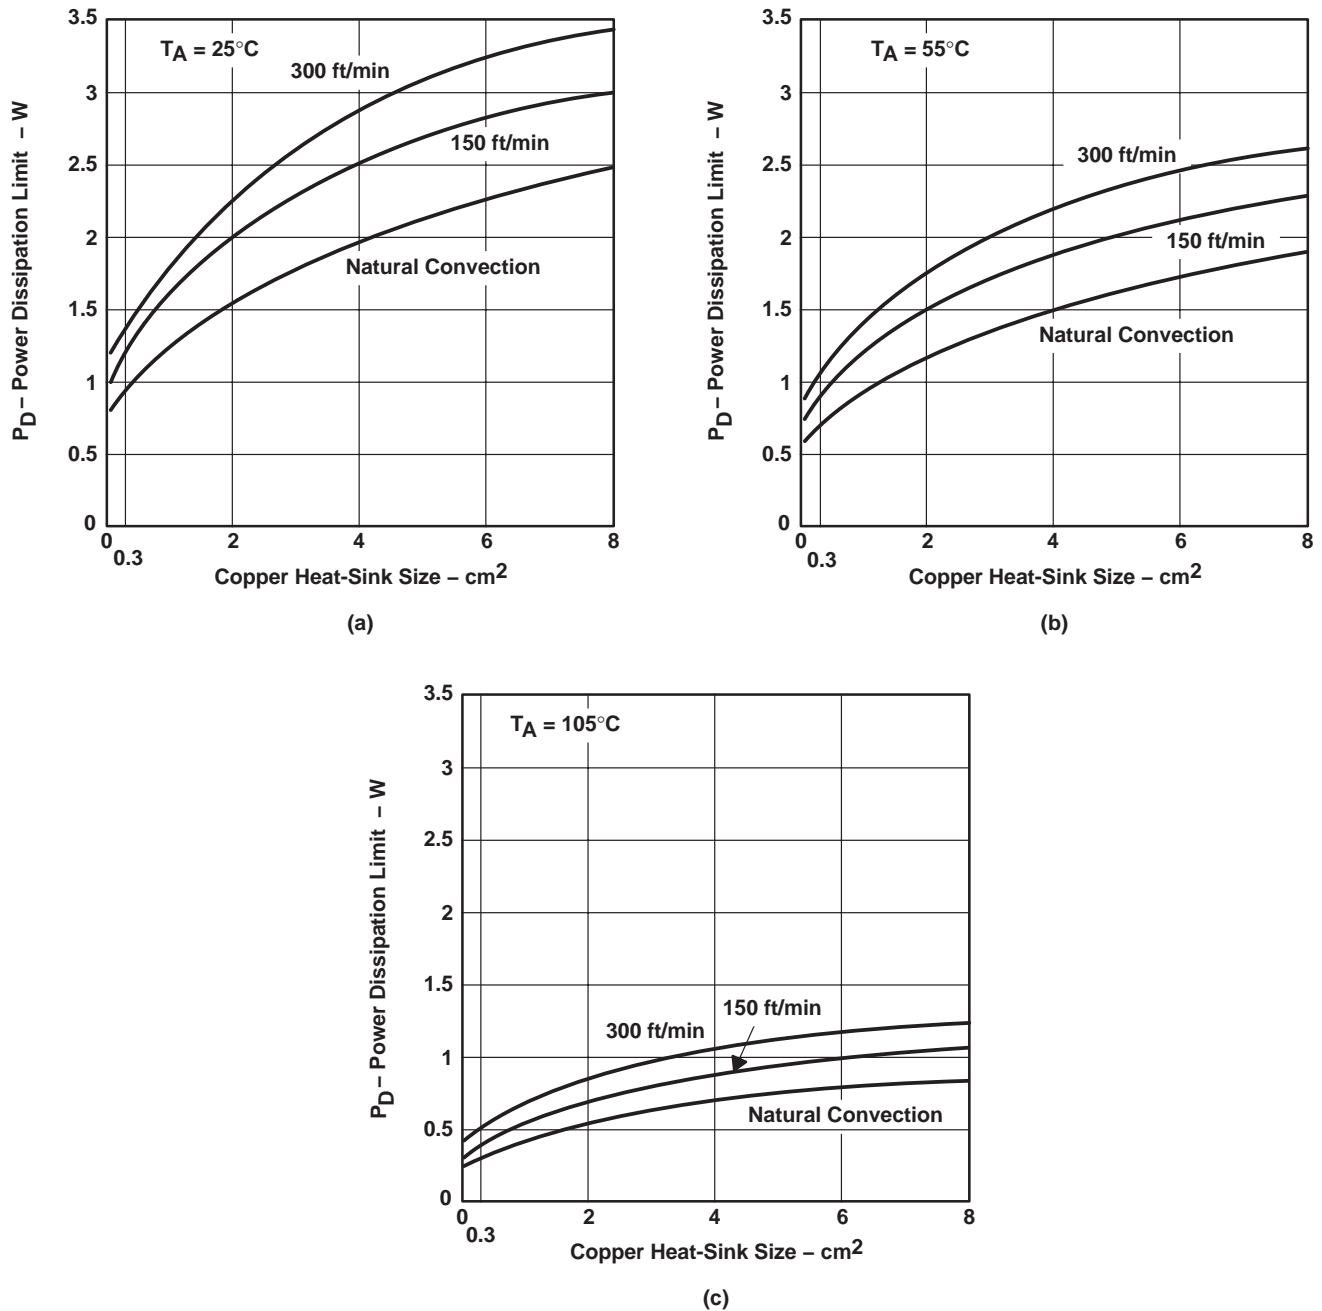 3.5
3
2.5
2
1.5
1
0.5
0
P_D – Power Dissipation Limit – W
T_A = 25°C
300 ft/min
150 ft/min
Natural Convection
0 2 4 6 8
0.3
Copper Heat-Sink Size – cm²
(a)
3.5
3
2.5
2
1.5
1
0.5
0
P_D – Power Dissipation Limit – W
T_A = 55°C
300 ft/min
150 ft/min
Natural Convection
0 2 4 6 8
0.3
Copper Heat-Sink Size – cm²
(b)
3.5
3
2.5
2
1.5
1
0.5
0
P_D – Power Dissipation Limit – W
T_A = 105°C
150 ft/min
300 ft/min
Natural Convection
0 2 4 6 8
0.3
Copper Heat-Sink Size – cm²
(c)